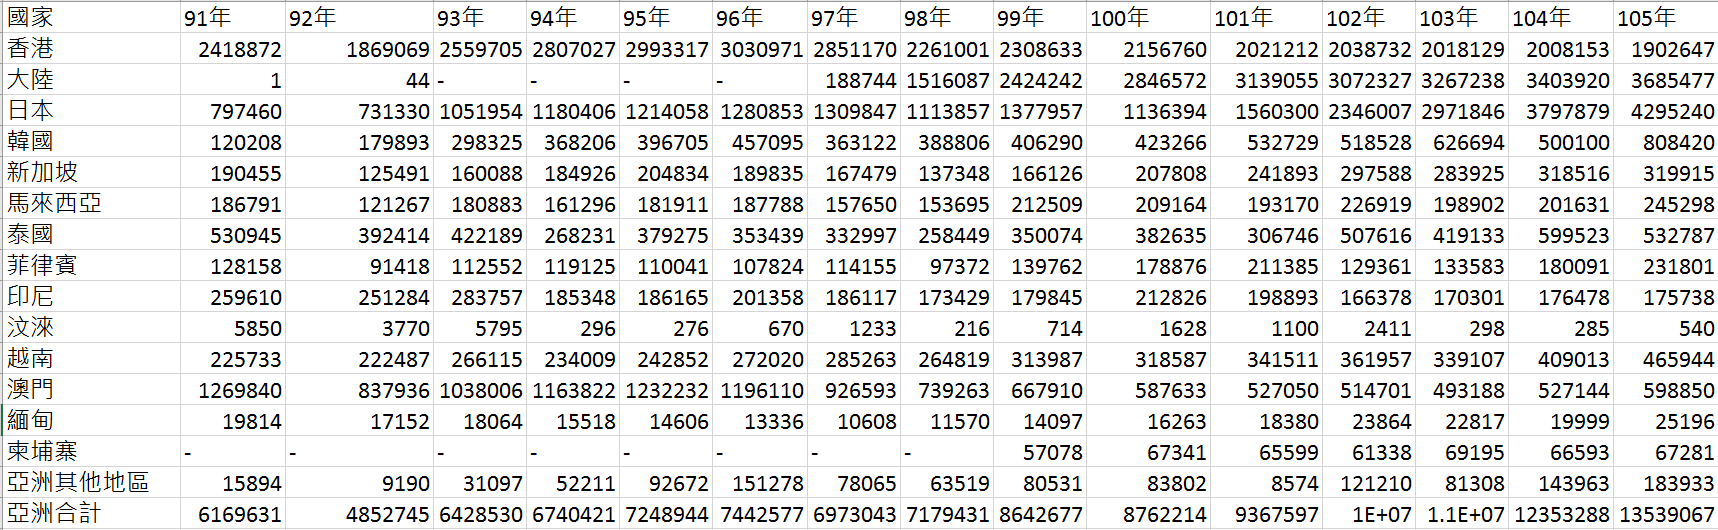 國家 91年 92年 93年 94年 95年 96年 97年 98年 99年 100年 101年 102年 103年 104年 105年
香港 2418872 1869069 2559705 2807027 2993317 3030971 2851170 2261001 2308633 2156760 2021212 2038732 2018129 2008153 1902647
大陸 1 44 - - - - 188744 1516087 2424242 2846572 3139055 3072327 3267238 3403920 3685477
日本 797460 731330 1051954 1180406 1214058 1280853 1309847 1113857 1377957 1136394 1560300 2346007 2971846 3797879 4295240
韓國 120208 179893 298325 368206 396705 457095 363122 388806 406290 423266 532729 518528 626694 500100 808420
新加坡 190455 125491 160088 184926 204834 189835 167479 137348 166126 207808 241893 297588 283925 318516 319915
馬來西亞 186791 121267 180883 161296 181911 187788 157650 153695 212509 209164 193170 226919 198902 201631 245298
泰國 530945 392414 422189 268231 379275 353439 332997 258449 350074 382635 306746 507616 419133 599523 532787
菲律賓 128158 91418 112552 119125 110041 107824 114155 97372 139762 178876 211385 129361 133583 180091 231801
印尼 259610 251284 283757 185348 186165 201358 186117 173429 179845 212826 198893 166378 170301 176478 175738
汶淶 5850 3770 5795 296 276 670 1233 216 714 1628 1100 2411 298 285 540
越南 225733 222487 266115 234009 242852 272020 285263 264819 313987 318587 341511 361957 339107 409013 465944
澳門 1269840 837936 1038006 1163822 1232232 1196110 926593 739263 667910 587633 527050 514701 493188 527144 598850
緬甸 19814 17152 18064 15518 14606 13336 10608 11570 14097 16263 18380 23864 22817 19999 25196
柬埔寨 - - - - - - - - 57078 67341 65599 61338 69195 66593 67281
亞洲其他地區 15894 9190 31097 52211 92672 151278 78065 63519 80531 83802 8574 121210 81308 143963 183933
亞洲合計 6169631 4852745 6428530 6740421 7248944 7442577 6973043 7179431 8642677 8762214 9367597 1E+07 1.1E+07 12353288 13539067